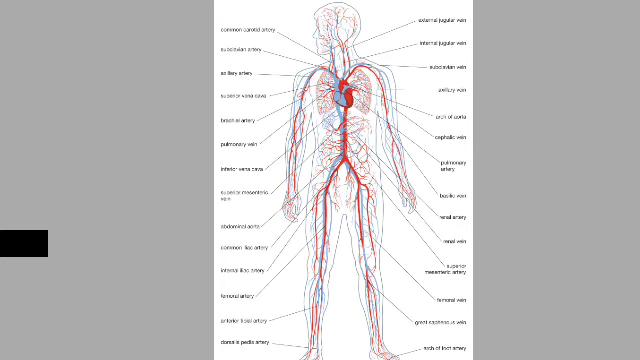 common carotid artery
subclavian artery
axillary artery
superior vena cava
brachial artery
pulmonary vein
inferior vena cava
superior mesenteric
vein
abdominal aorta
common iliac artery
internal iliac artery
femoral artery
anterior tibial artery
dorsalis pedis artery
external jugular vein
internal jugular vein
subclavian vein
axillary vein
arch of aorta
cephalic vein
pulmonary
artery
basilic vein
renal artery
renal vein
superior
mesenteric artery
femoral vein
great saphenous vein
arch of foot artery